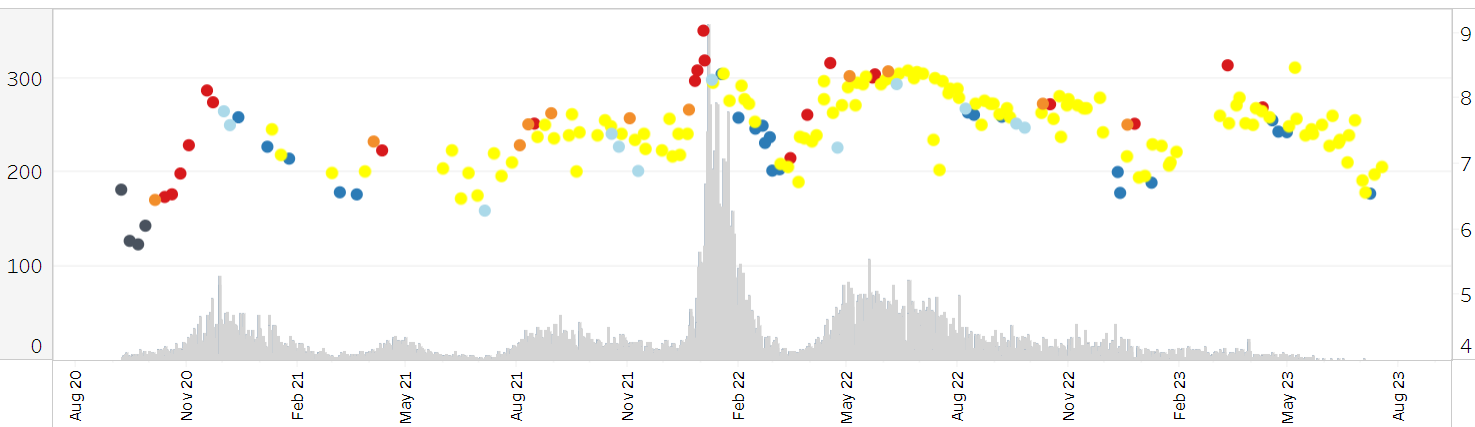 300
200
100
0
9
8
7
6
5
4
Aug 20
Nov 20
Feb 21
May 21
Aug 21
Nov 21
Feb 22
May 22
Aug 22
Nov 22
Feb 23
May 23
Aug 23